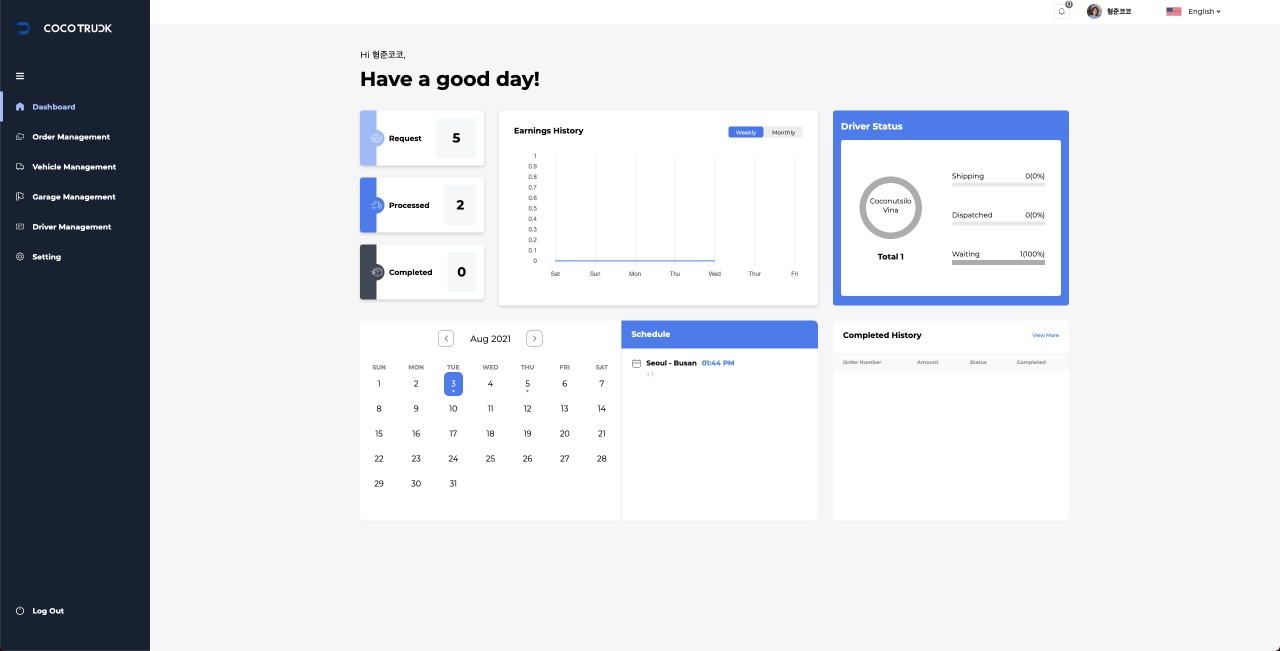 COCO TRUCK
0
형준코코
English
Dashboard
Order Management
Vehicle Management
Garage Management
Driver Management
Setting
Log Out
Hi 형준코코,
Have a good day!
Request 5
Processed 2
Completed 0
Earnings History
Weekly Monthly
1
0.9
0.8
0.7
0.6
0.5
0.4
0.3
0.2
0.1
0
Sat Sun Mon Thu Wed Thur Fri
Driver Status
Coconutsilo
Vina
Total 1
Shipping 0(0%)
Dispatched 0(0%)
Waiting 1(100%)
Aug 2021
SUN MON TUE WED THU FRI SAT
1 2 3 4 5 6 7
8 9 10 11 12 13 14
15 16 17 18 19 20 21
22 23 24 25 26 27 28
29 30 31
Schedule
Seoul - Busan 01:44 PM
+ 1
Completed History View More
Order Number Amount Status Completed